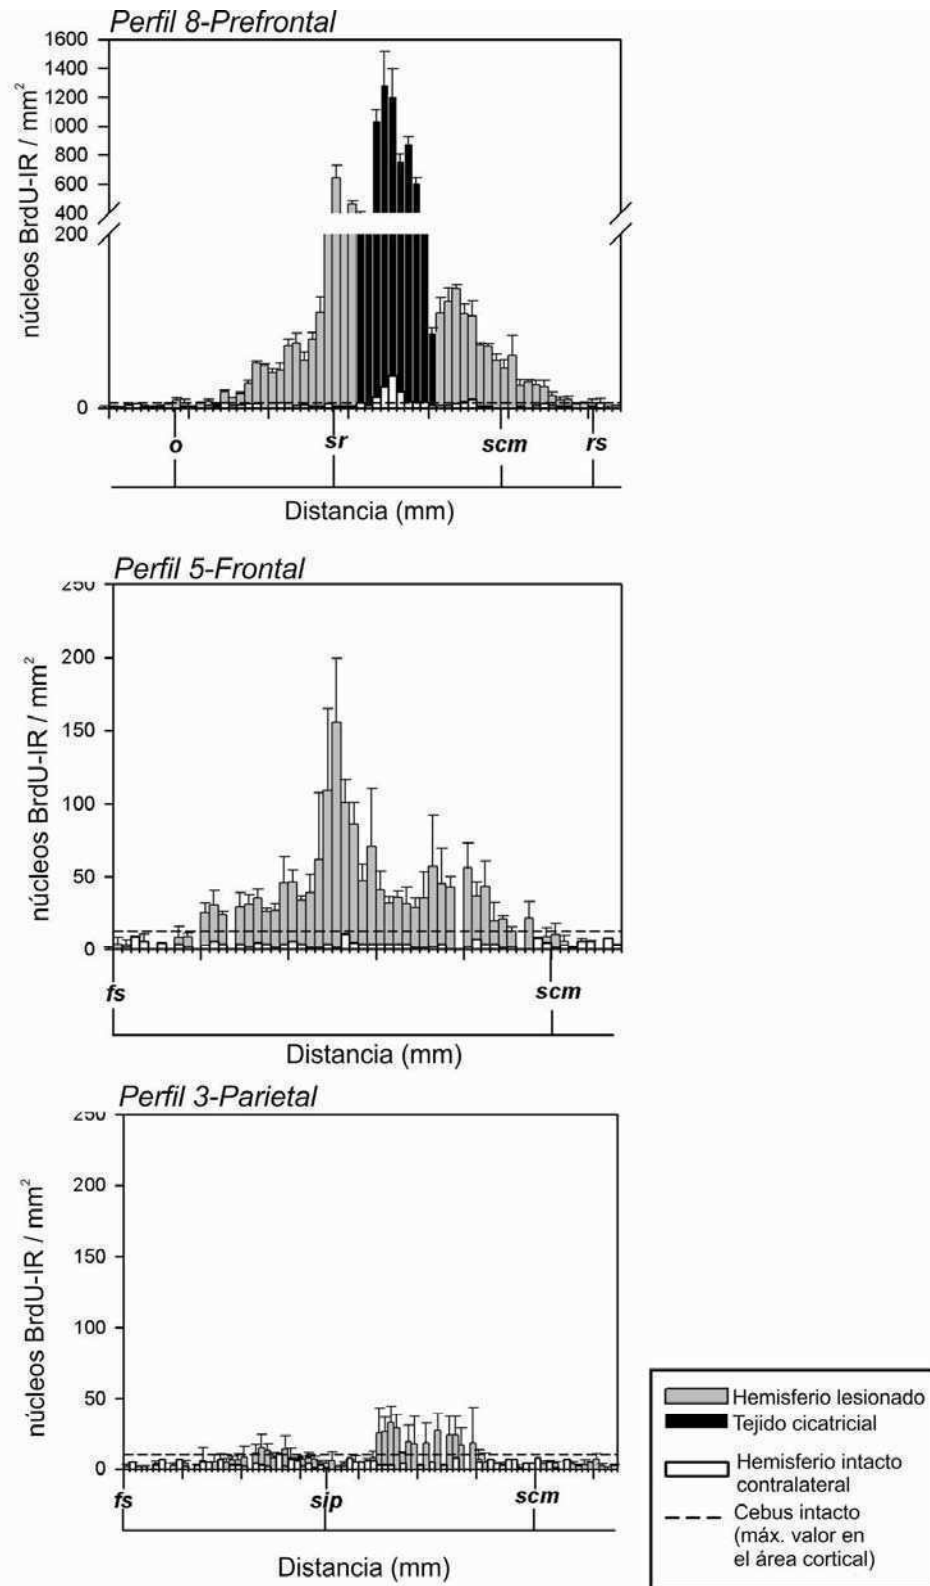 Perfil 8-Prefrontal
núcleos BrdU-IR / mm²
1600
1400
1200
1000
800
600
400
200
0
o
sr
scm
rs
Distancia (mm)
Perfil 5-Frontal
núcleos BrdU-IR / mm²
250
200
150
100
50
0
fs
scm
Distancia (mm)
Perfil 3-Parietal
núcleos BrdU-IR / mm²
250
200
150
100
50
0
fs
sip
scm
Distancia (mm)
Hemisferio lesionado
Tejido cicatricial
Hemisferio intacto
contralateral
Cebus intacto
(máx. valor en
el área cortical)